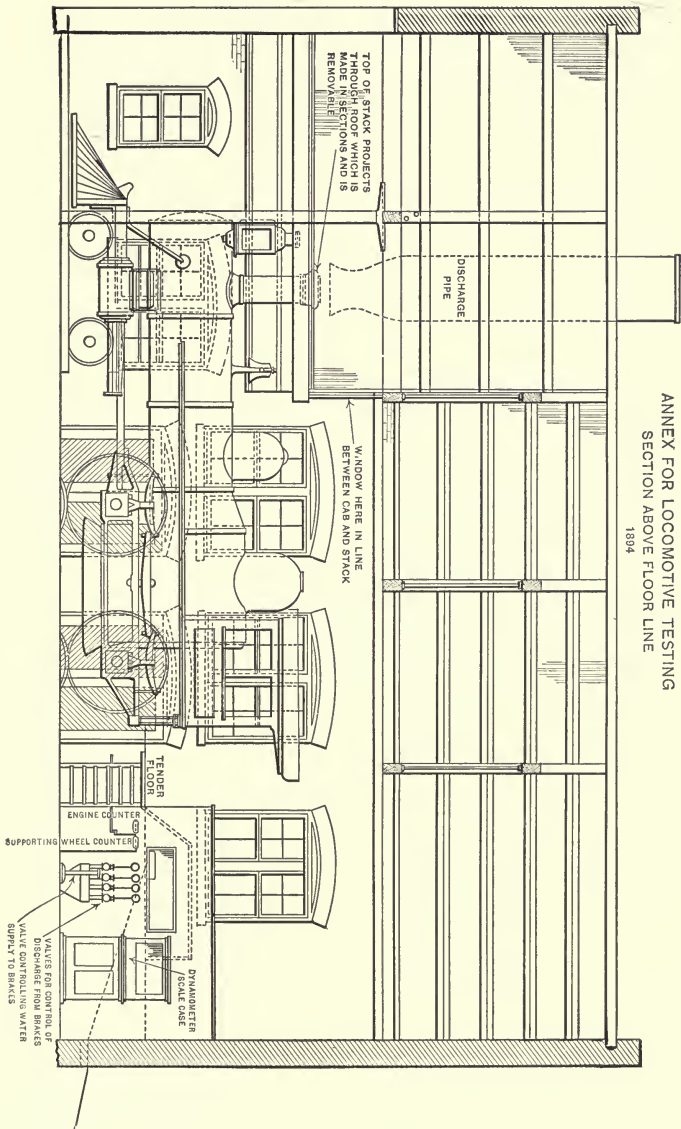 ANNEX FOR LOCOMOTIVE TESTING
SECTION ABOVE FLOOR LINE
1894
DISCHARGE
PIPE
TOP OF STACK PROJECTS
THROUGH ROOF WHICH IS
MADE IN SECTIONS AND IS
REMOVABLE
WINDOW HERE IN LINE
BETWEEN CAB AND STACK
TENDER
FLOOR
ENGINE COUNTER
SUPPORTING WHEEL COUNTER
DYNAMOMETER
SCALE CASE
VALVES FOR CONTROL OF
DISCHARGE FROM BRAKES
VALVE CONTROLLING WATER
SUPPLY TO BRAKES